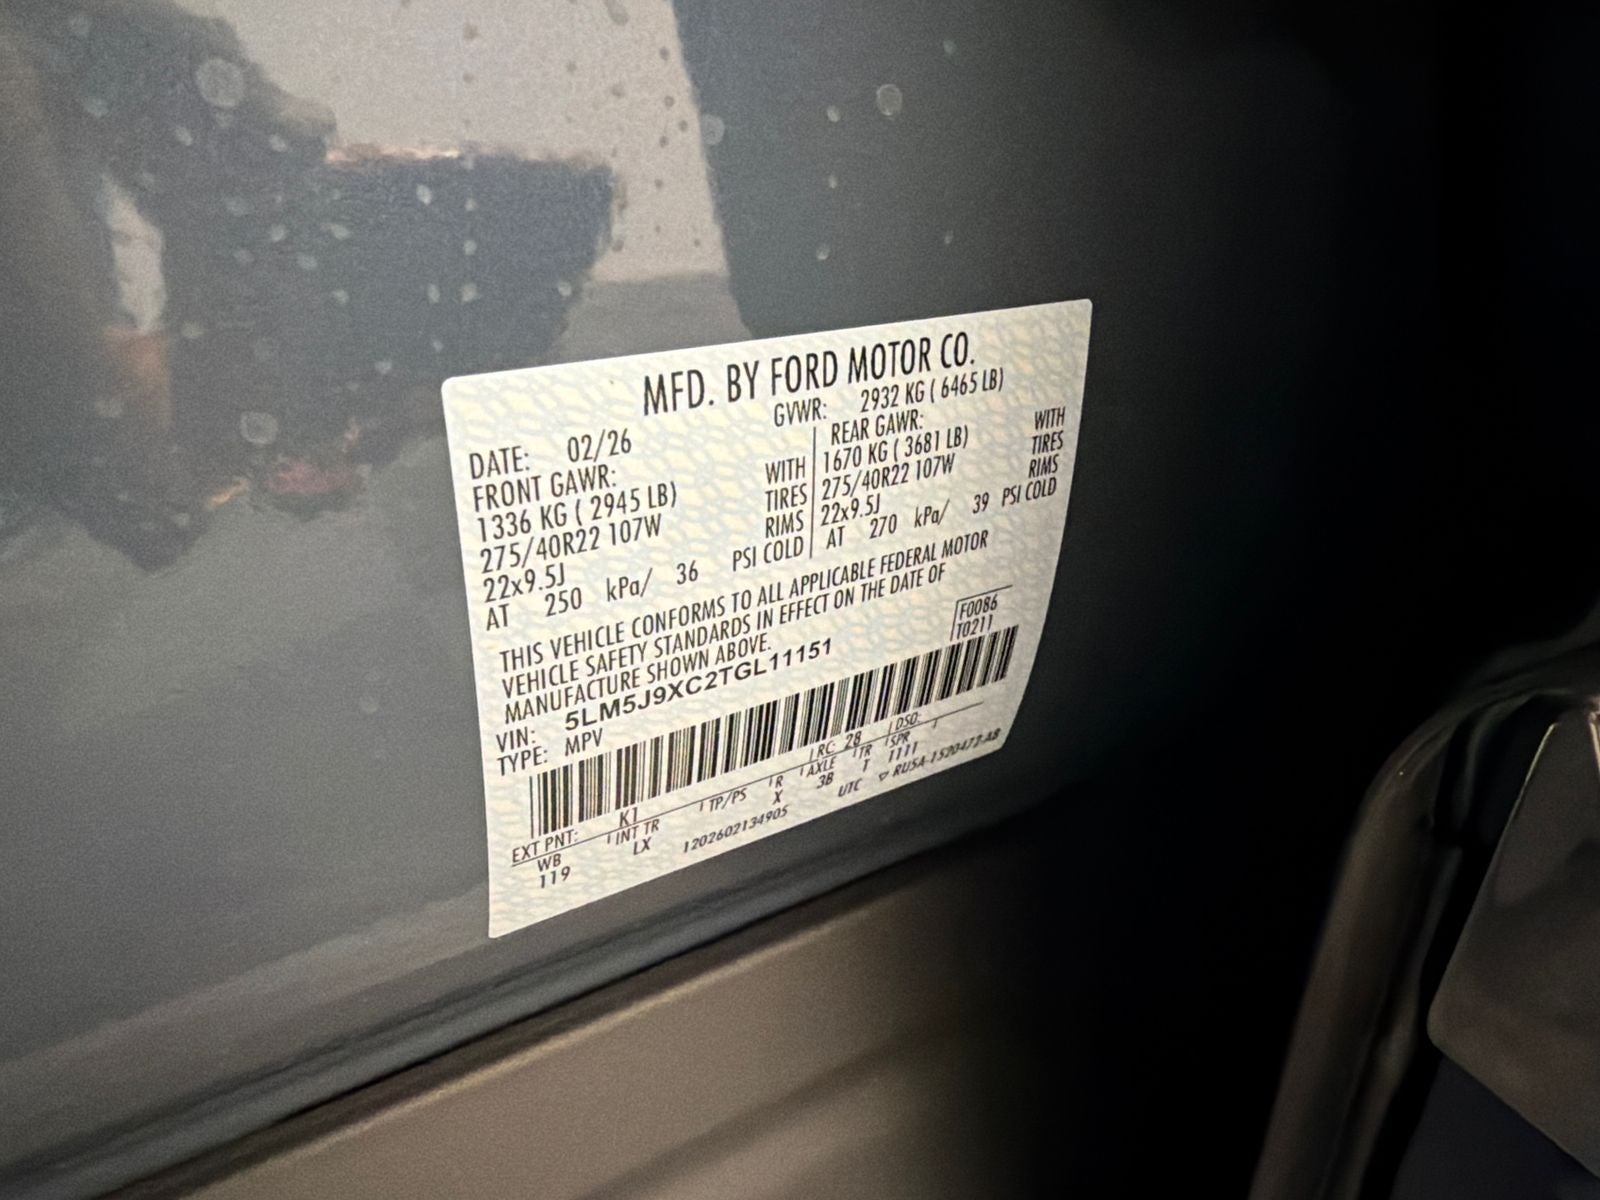 MFD. BY FORD MOTOR CO.
DATE: 02/26 GVWR: 2932 KG ( 6465 LB)
FRONT GAWR: REAR GAWR:
1336 KG ( 2945 LB) WITH 1670 KG ( 3681 LB) WITH
275/40R22 107W TIRES 275/40R22 107W TIRES
22x9.5J RIMS 22x9.5J RIMS
AT 250 kPa/ 36 PSI COLD AT 270 kPa/ 39 PSI COLD
THIS VEHICLE CONFORMS TO ALL APPLICABLE FEDERAL MOTOR
VEHICLE SAFETY STANDARDS IN EFFECT ON THE DATE OF
MANUFACTURE SHOWN ABOVE.
F0086
T0211
VIN: 5LM5J9XC2TGL11151
TYPE: MPV
EXT PNT: K1 RC: 28 DSO:
WB INT TR TP/PS R AXLE TR SPR
119 LX X 3B T 1111
1202602134905 UTC ▽ RU5A-1520472-AB